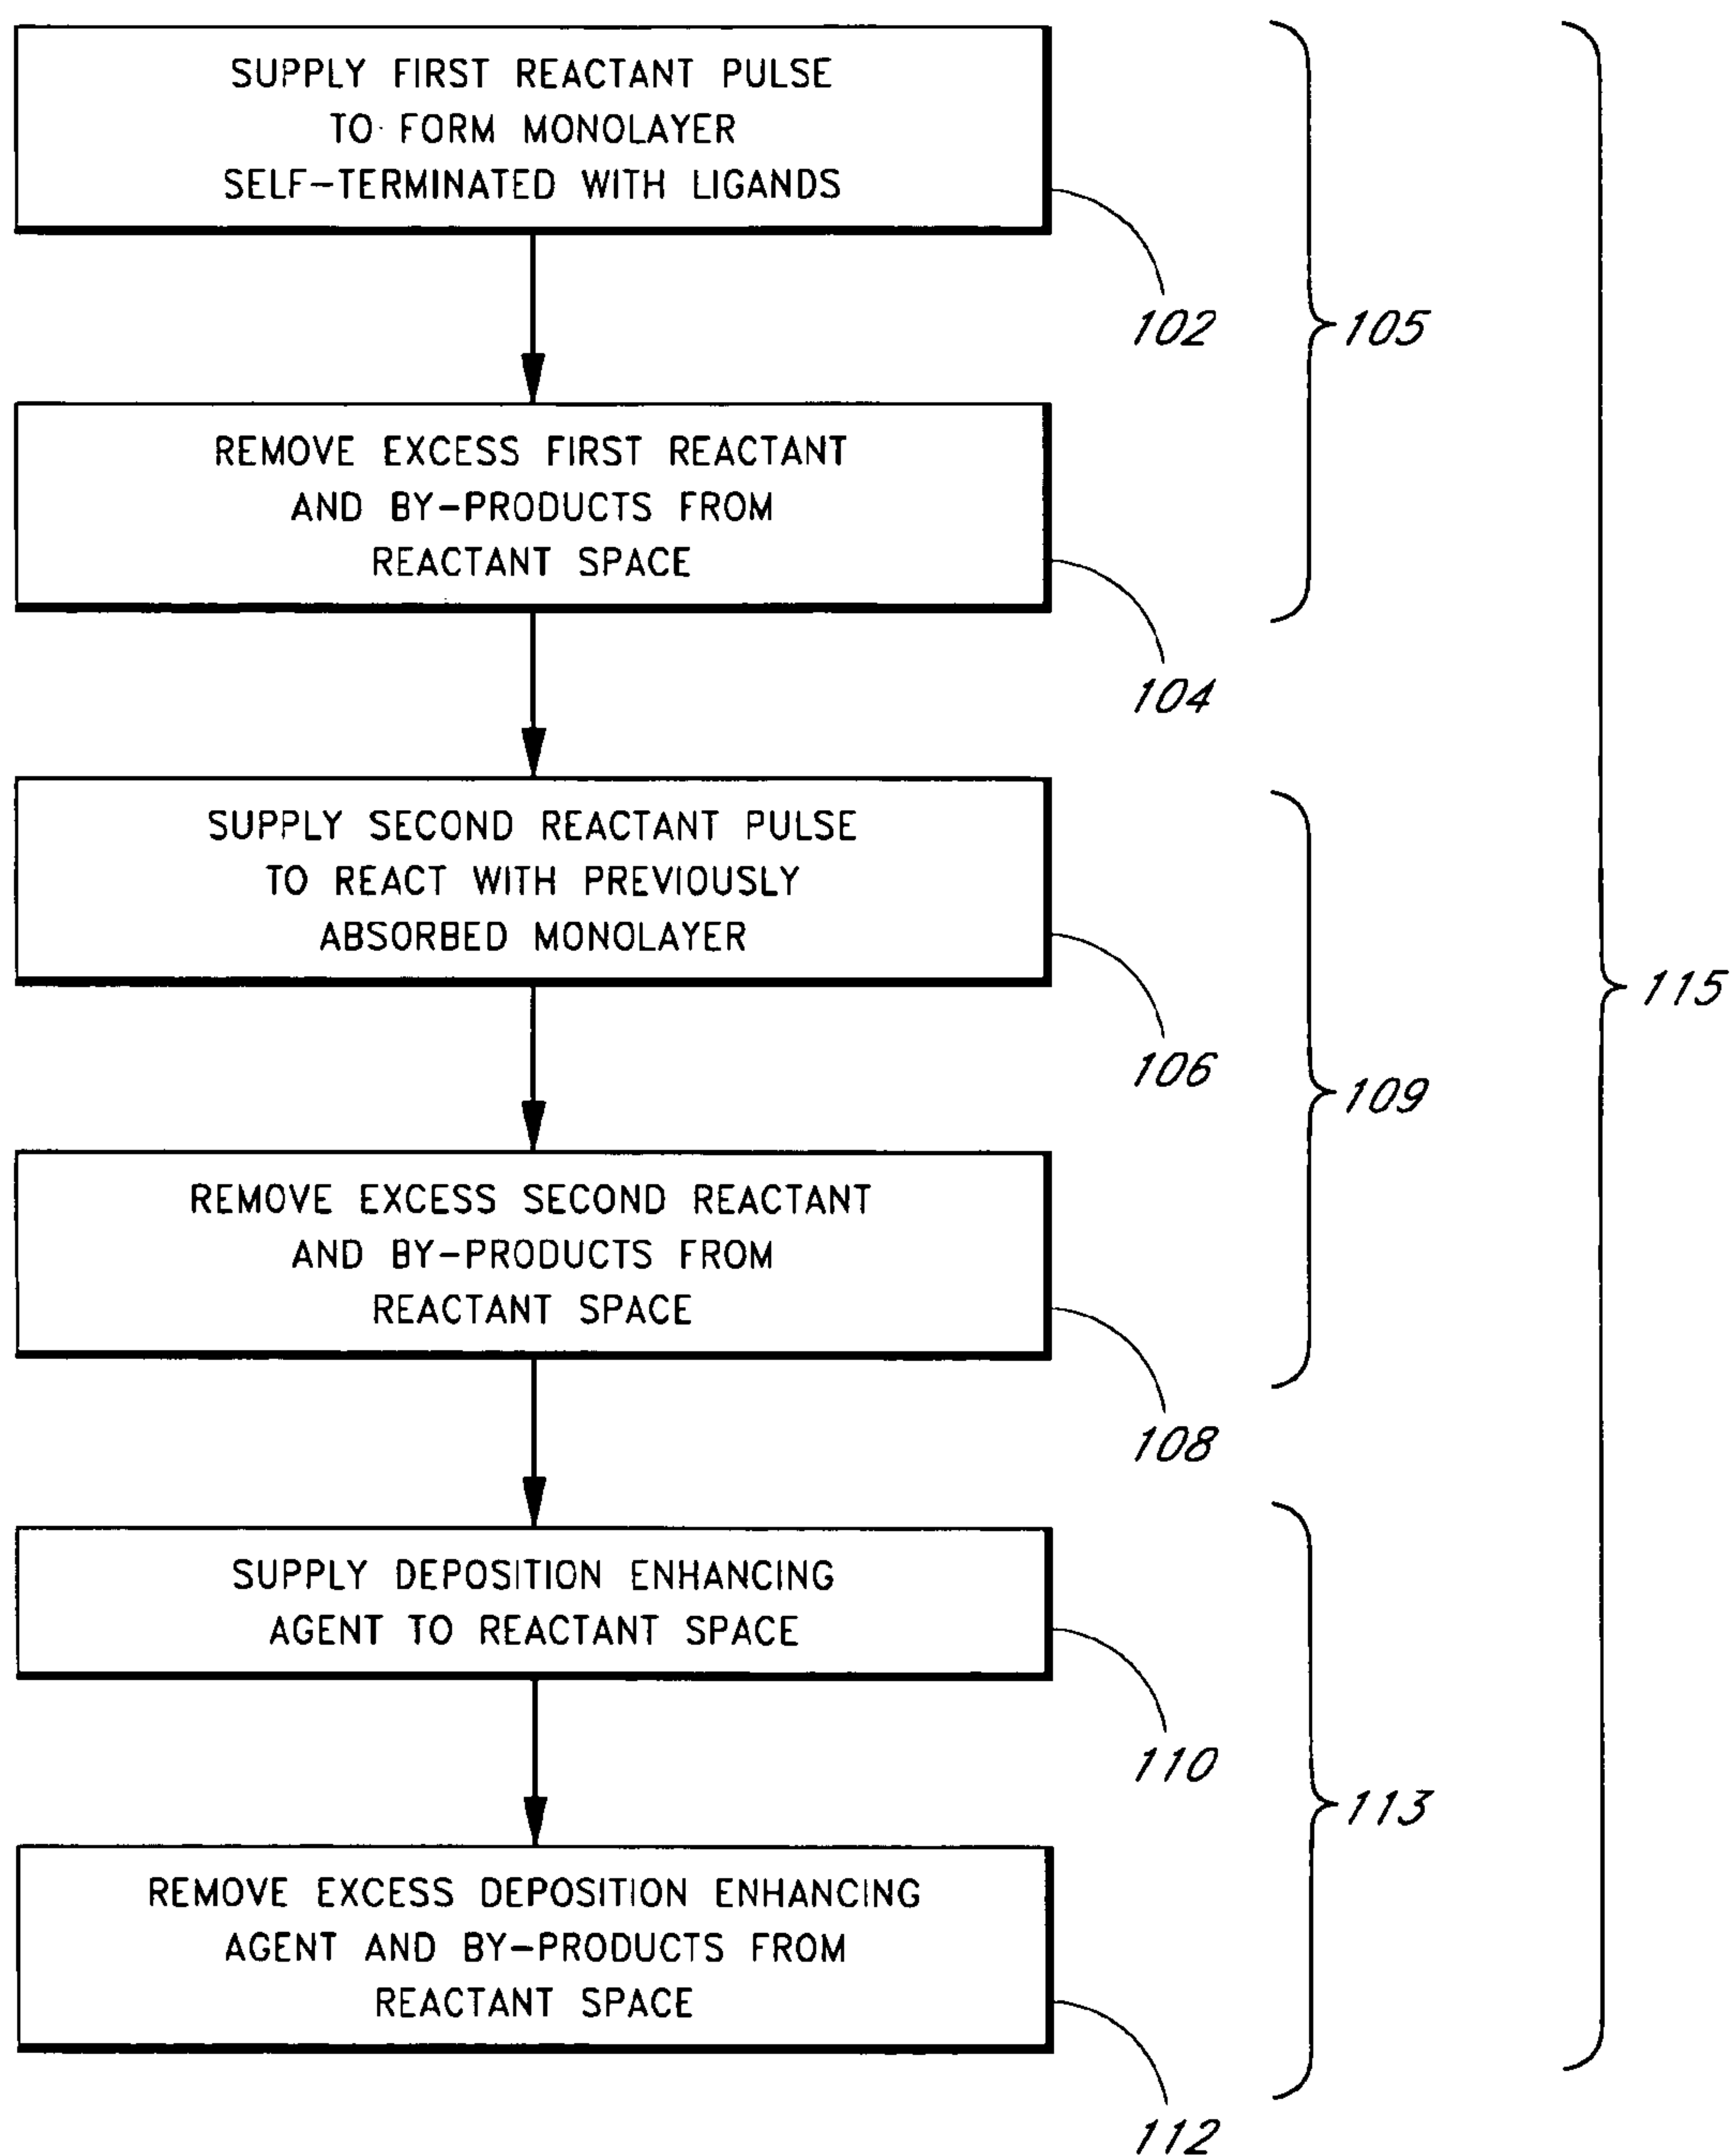 SUPPLY FIRST REACTANT PULSE
TO FORM MONOLAYER
SELF-TERMINATED WITH LIGANDS
102
105
REMOVE EXCESS FIRST REACTANT
AND BY-PRODUCTS FROM
REACTANT SPACE
104
SUPPLY SECOND REACTANT PULSE
TO REACT WITH PREVIOUSLY
ABSORBED MONOLAYER
106
109
115
REMOVE EXCESS SECOND REACTANT
AND BY-PRODUCTS FROM
REACTANT SPACE
108
SUPPLY DEPOSITION ENHANCING
AGENT TO REACTANT SPACE
110
113
REMOVE EXCESS DEPOSITION ENHANCING
AGENT AND BY-PRODUCTS FROM
REACTANT SPACE
112